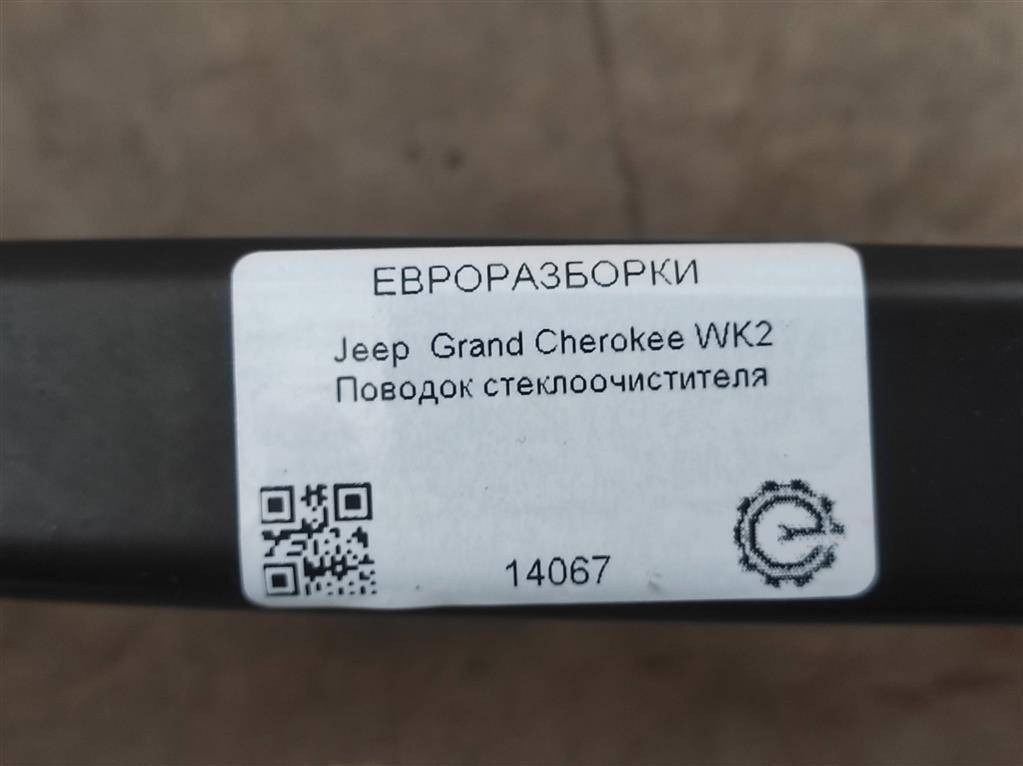 ЕВРОРАЗБОРКИ
Jeep Grand Cherokee WK2
Поводок стеклоочистителя
14067